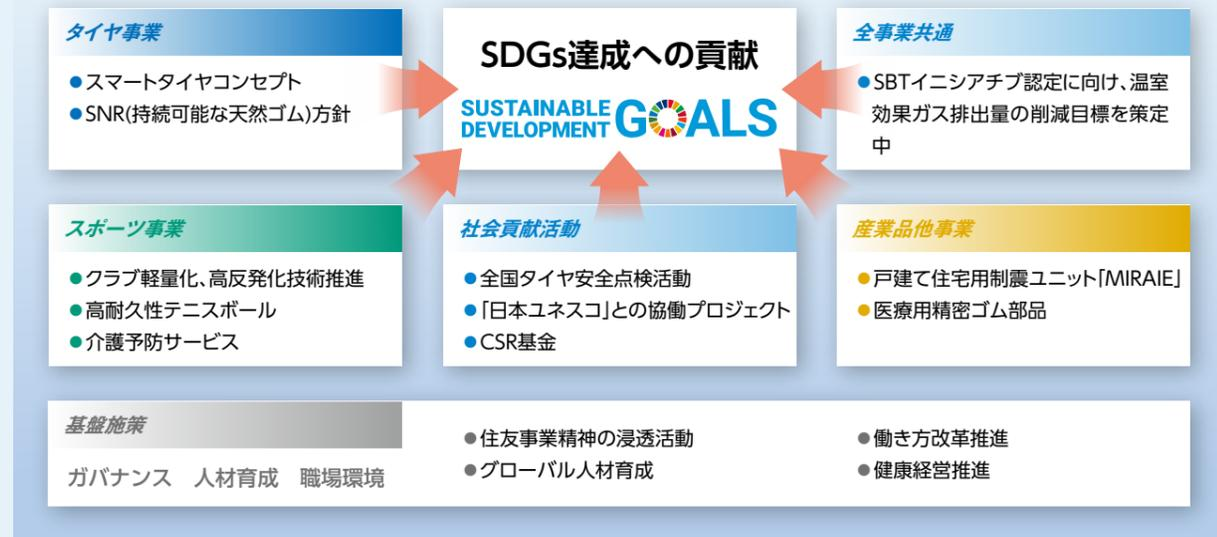 タイヤ事業
●スマートタイヤコンセプト
●SNR(持続可能な天然ゴム)方針
SDGs達成への貢献
SUSTAINABLE
DEVELOPMENT GOALS
全事業共通
●SBTイニシアチブ認定に向け、温室
効果ガス排出量の削減目標を策定
中
スポーツ事業
●クラブ軽量化、高反発化技術推進
●高耐久性テニスボール
●介護予防サービス
社会貢献活動
●全国タイヤ安全点検活動
●「日本ユネスコ」との協働プロジェクト
●CSR基金
産業品他事業
●戸建て住宅用制震ユニット「MIRAIE」
●医療用精密ゴム部品
基盤施策
ガバナンス 人材育成 職場環境
●住友事業精神の浸透活動
●グローバル人材育成
●働き方改革推進
●健康経営推進